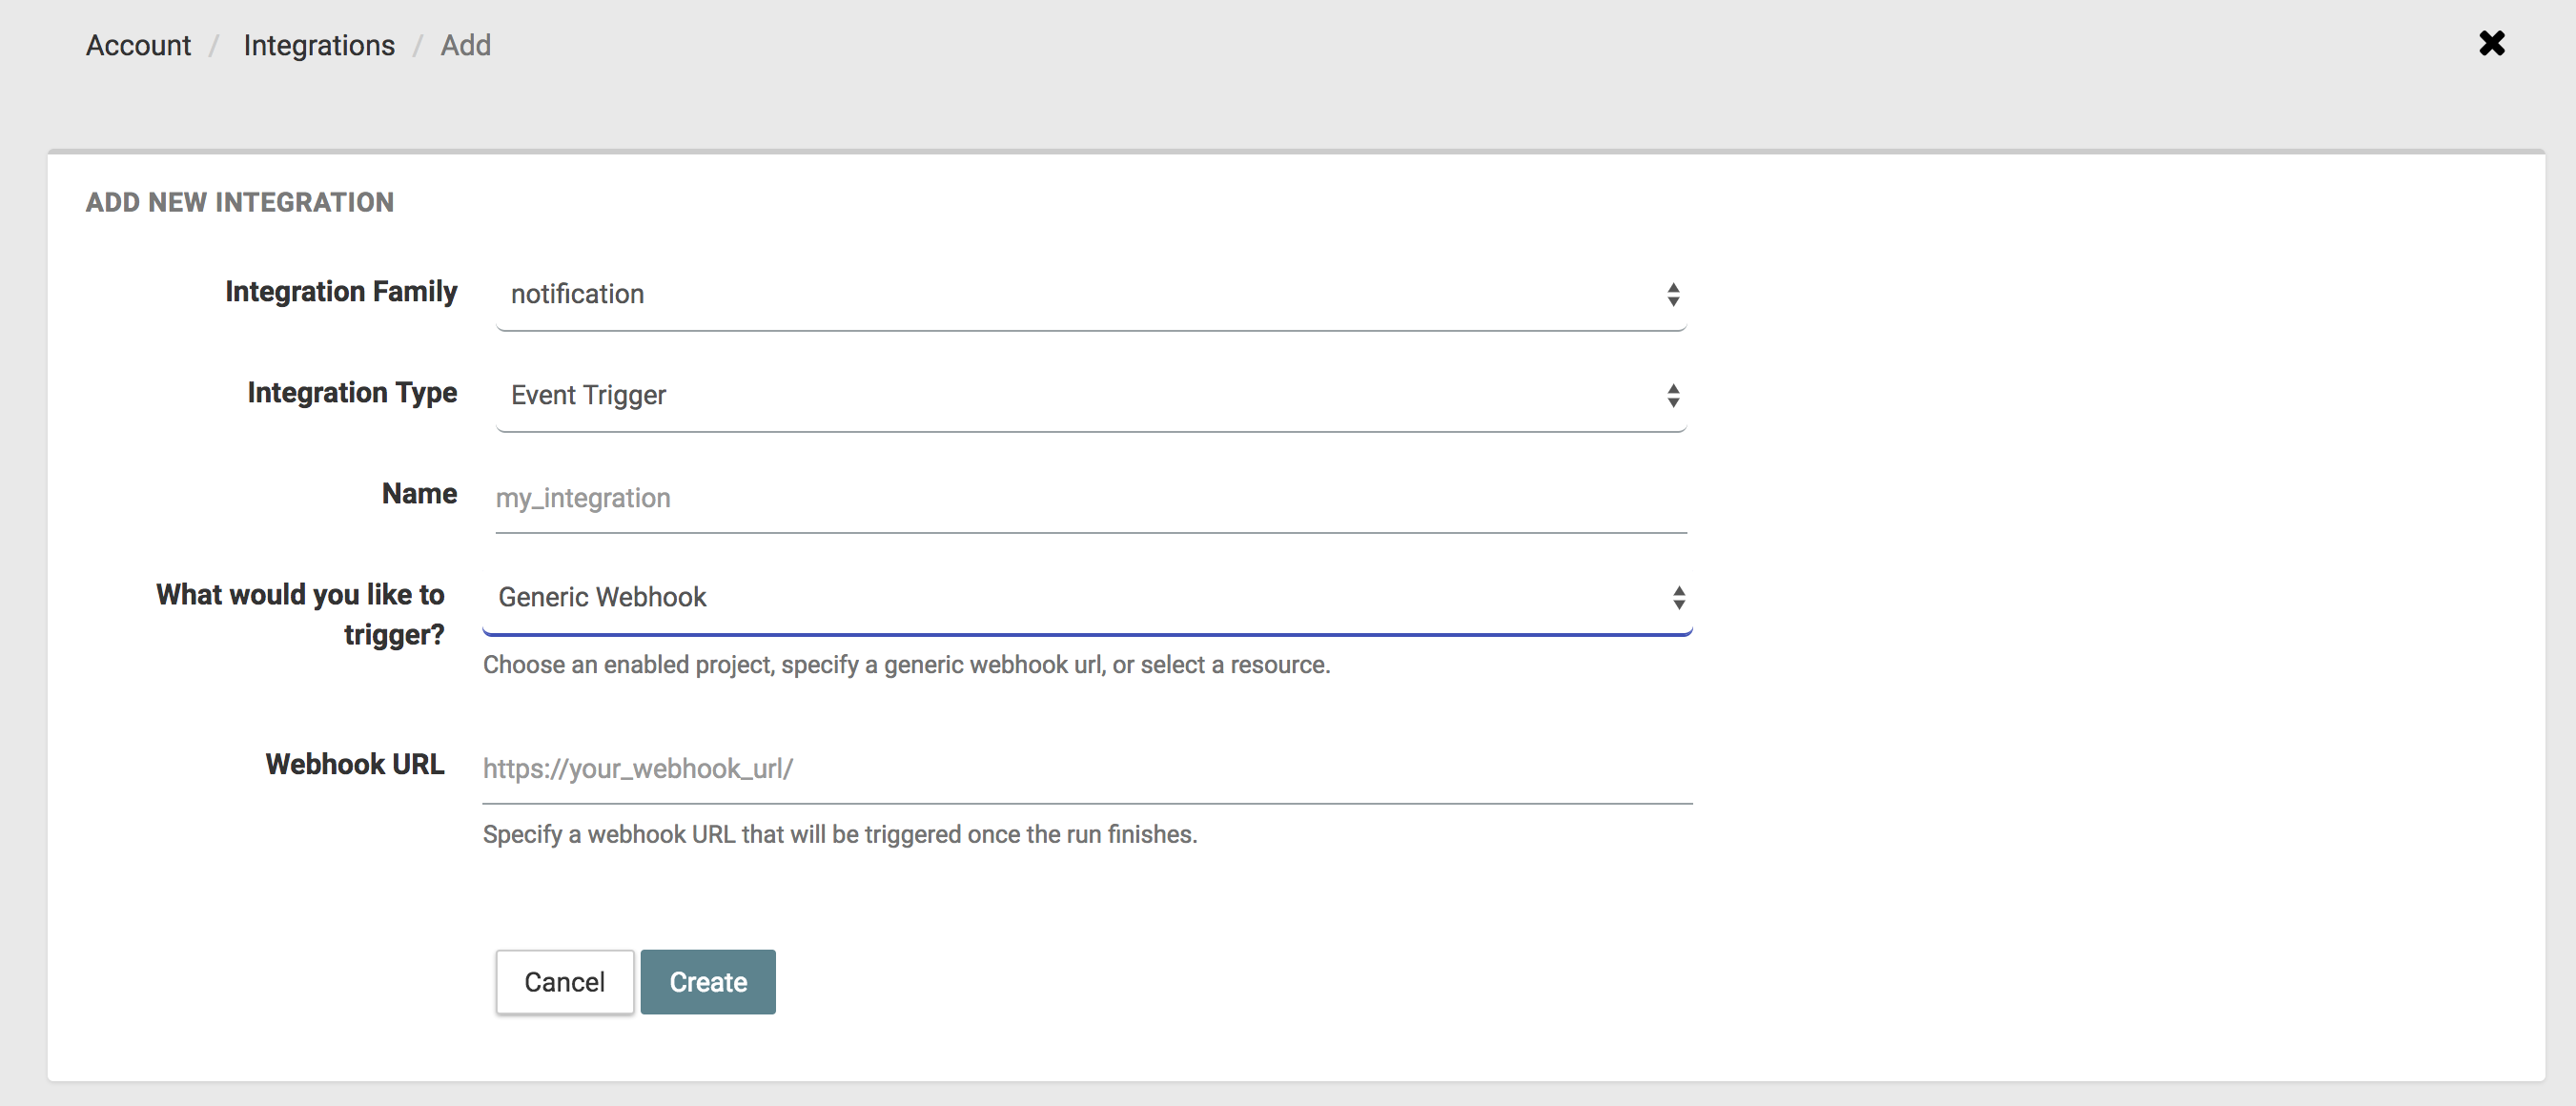 Account / Integrations / Add
ADD NEW INTEGRATION
Integration Family notification
Integration Type Event Trigger
Name my_integration
What would you like to Generic Webhook
trigger?
Choose an enabled project, specify a generic webhook url, or select a resource.
Webhook URL https://your_webhook_url/
Specify a webhook URL that will be triggered once the run finishes.
Cancel Create